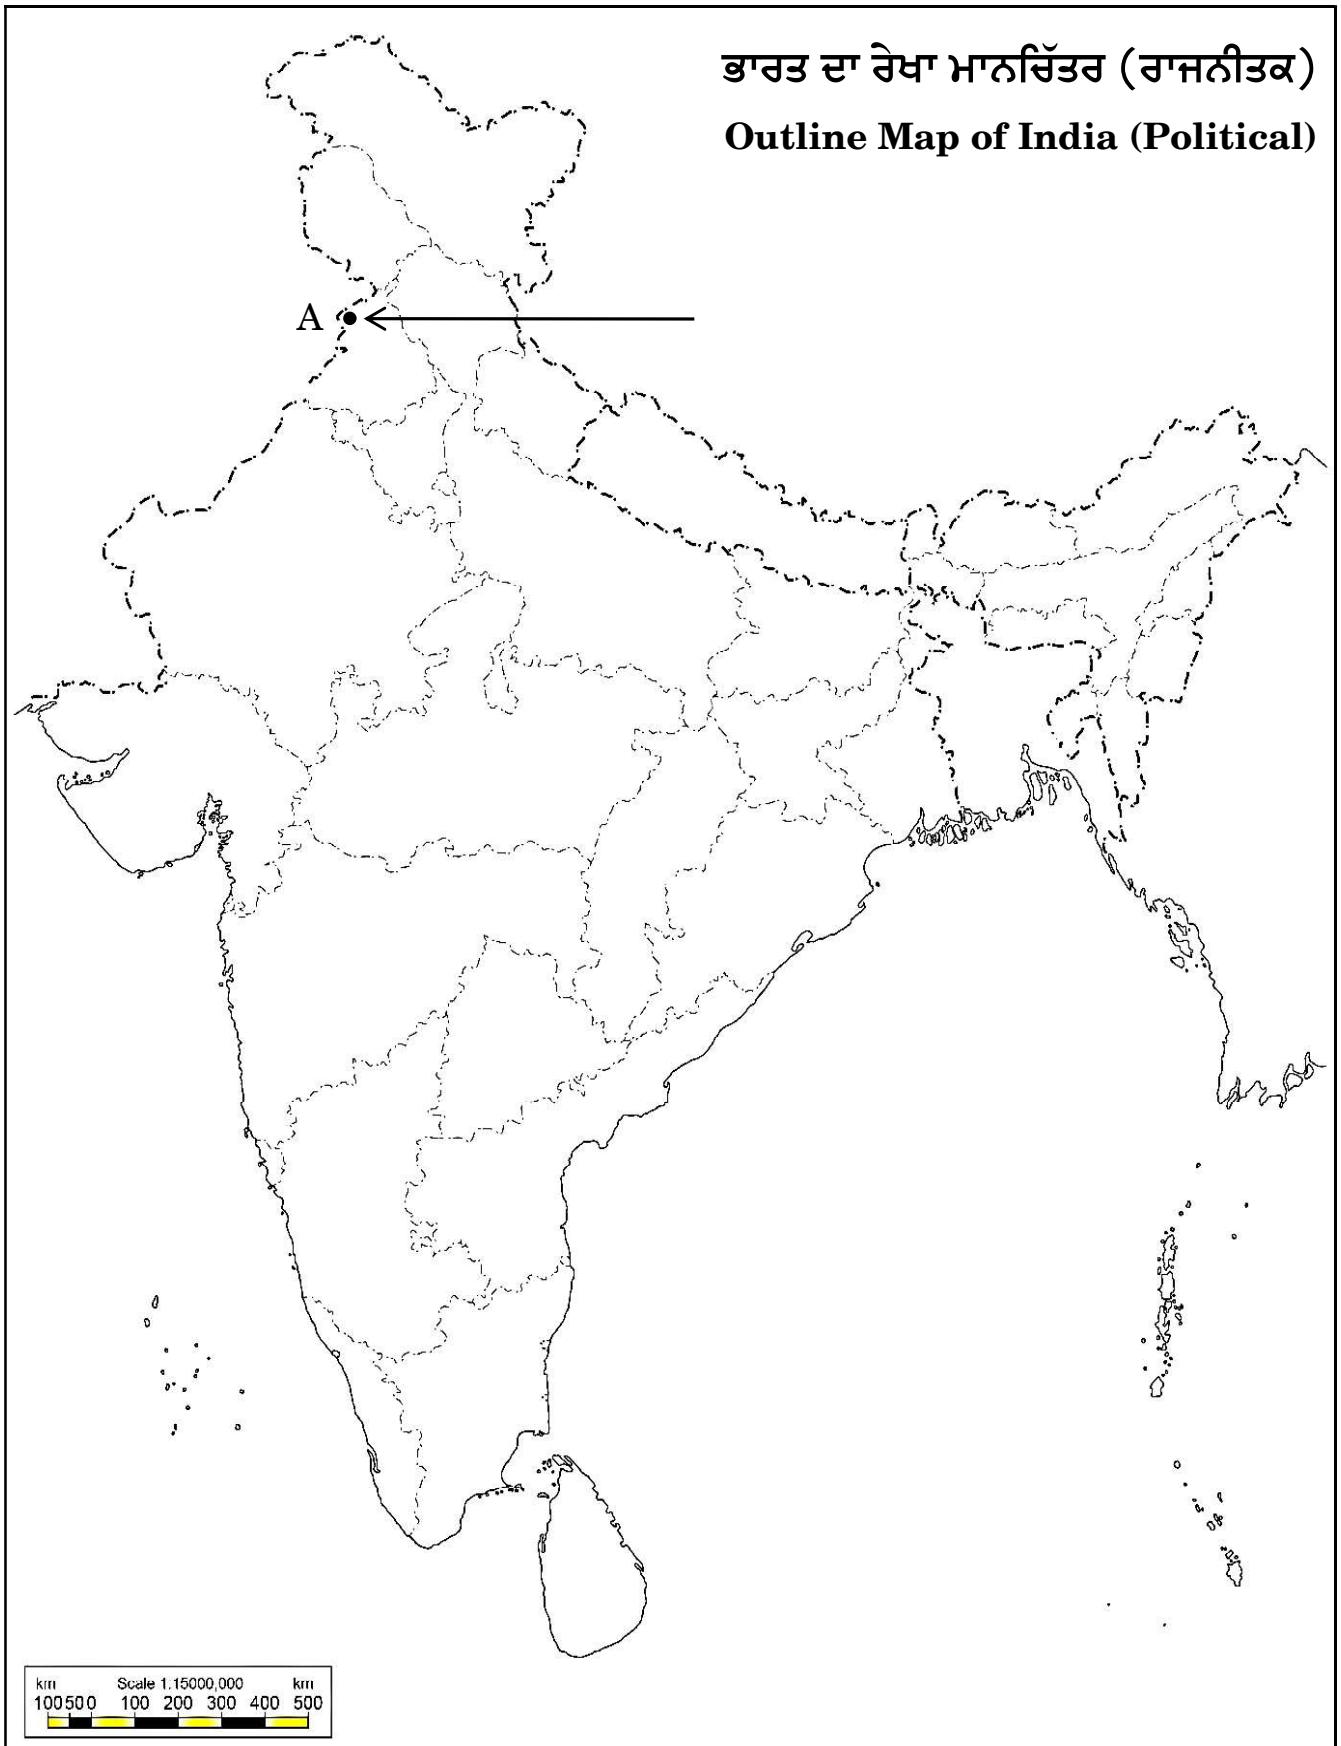 ਭਾਰਤ ਦਾ ਰੇਖਾ ਮਾਨਚਿੱਤਰ (ਰਾਜਨੀਤਕ)
Outline Map of India (Political)
A
km Scale 1:15000,000 km
100 50 0 100 200 300 400 500